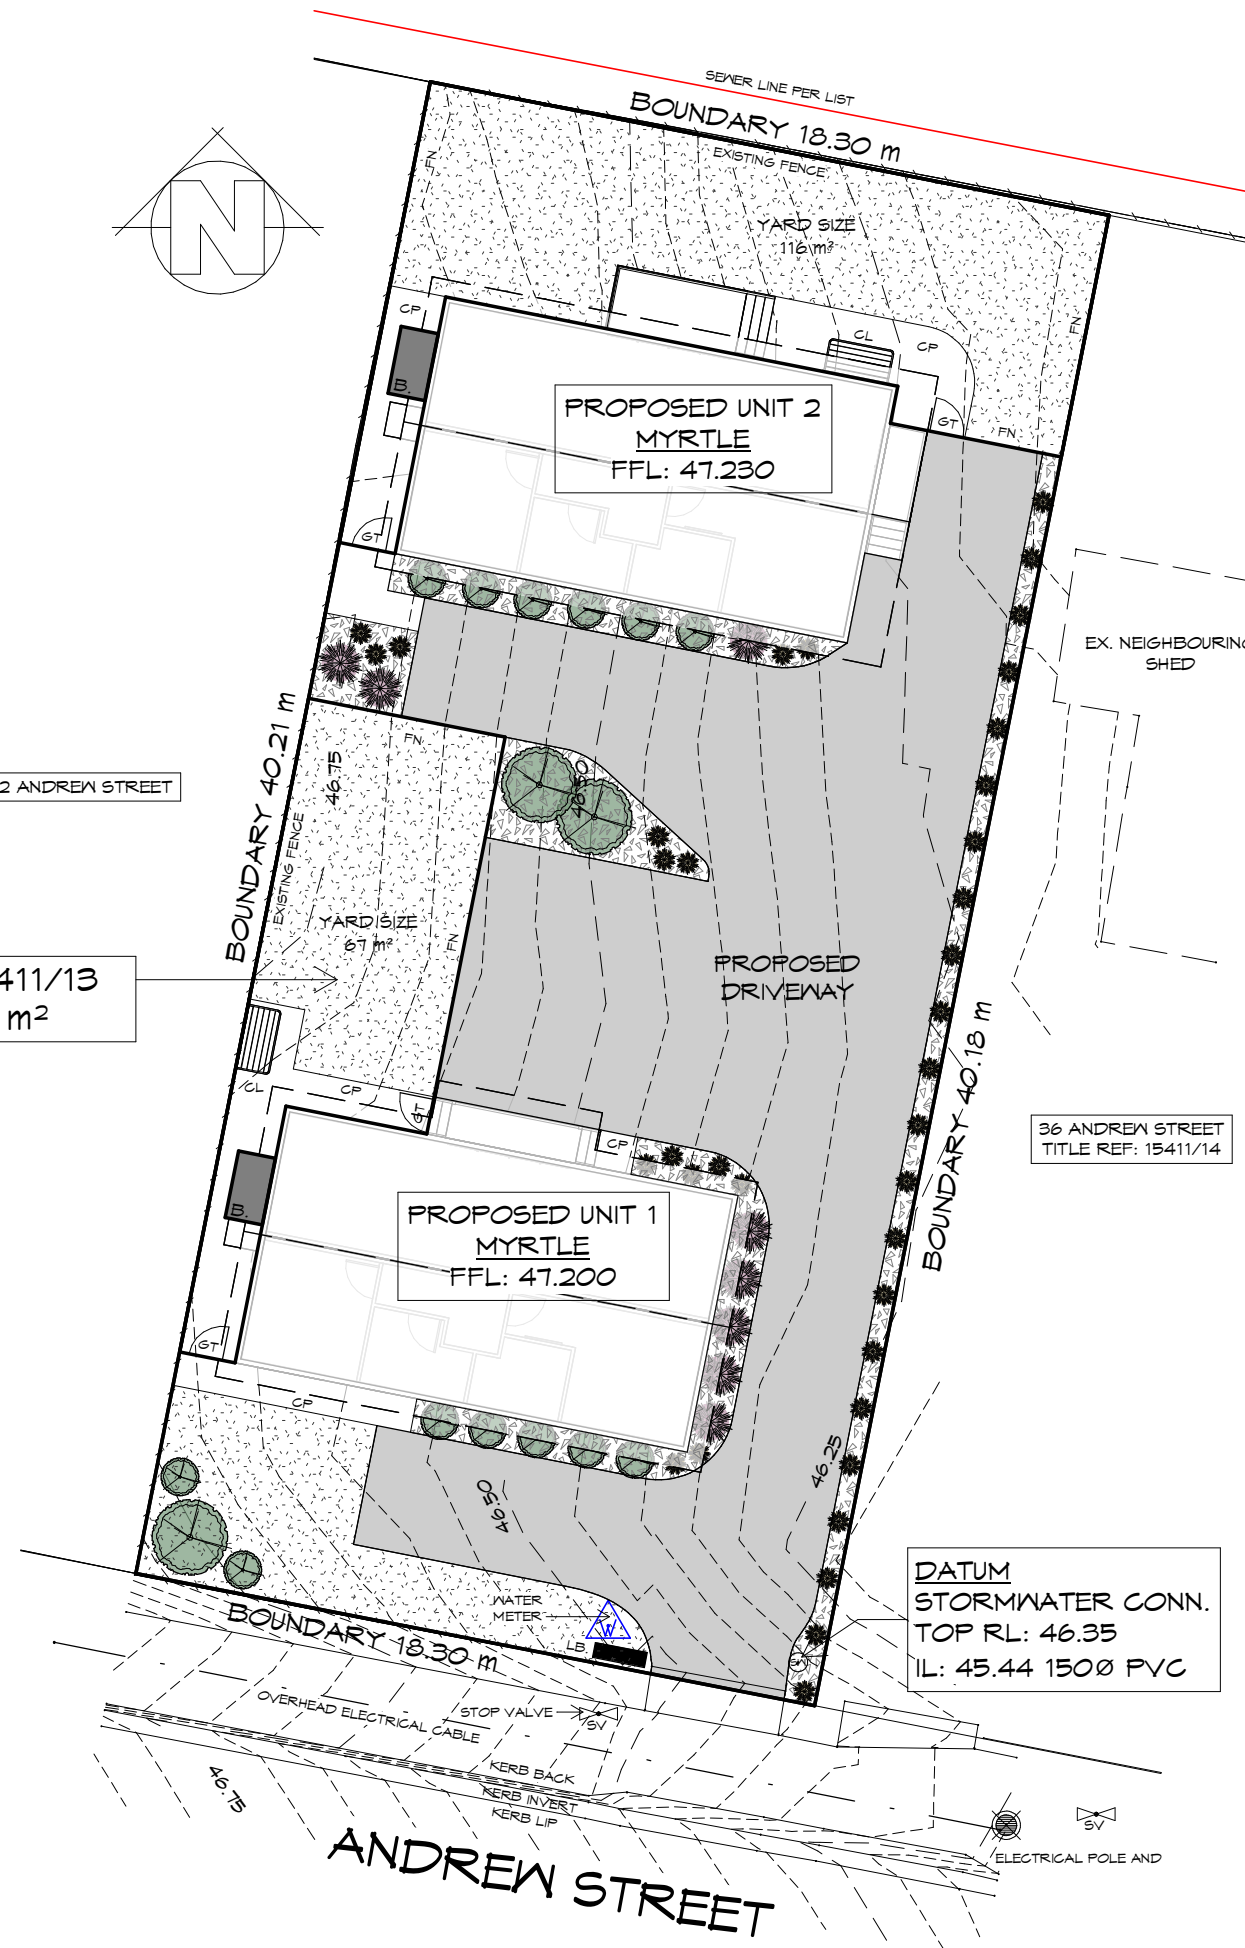 SEWER LINE PER LIST
BOUNDARY 18.30 m
EXISTING FENCE
FN
N
YARD SIZE
116 m²
FN
CP
CL
CP
B.
PROPOSED UNIT 2
MYRTLE
FFL: 47.230
GT
FN
GT
EX. NEIGHBOURING
SHED
BOUNDARY 40.21 m
FN
46.75
46.50
2 ANDREW STREET
EXISTING FENCE
YARD SIZE
67 m²
FN
PROPOSED
DRIVEWAY
411/13
m²
BOUNDARY 40.18 m
CL
CP
GT
CP
36 ANDREW STREET
TITLE REF: 15411/14
B.
PROPOSED UNIT 1
MYRTLE
FFL: 47.200
GT
CP
46.25
46.50
DATUM
STORMWATER CONN.
TOP RL: 46.35
IL: 45.44 150Ø PVC
WATER
METER
W
LB
SW
BOUNDARY 18.30 m
OVERHEAD ELECTRICAL CABLE
STOP VALVE
SV
KERB BACK
KERB INVERT
KERB LIP
46.75
SV
ELECTRICAL POLE AND
ANDREW STREET